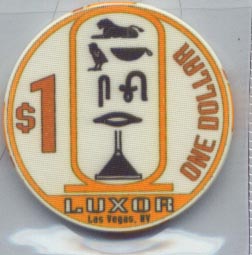 $1
ONE DOLLAR
LUXOR
Las Vegas, NV